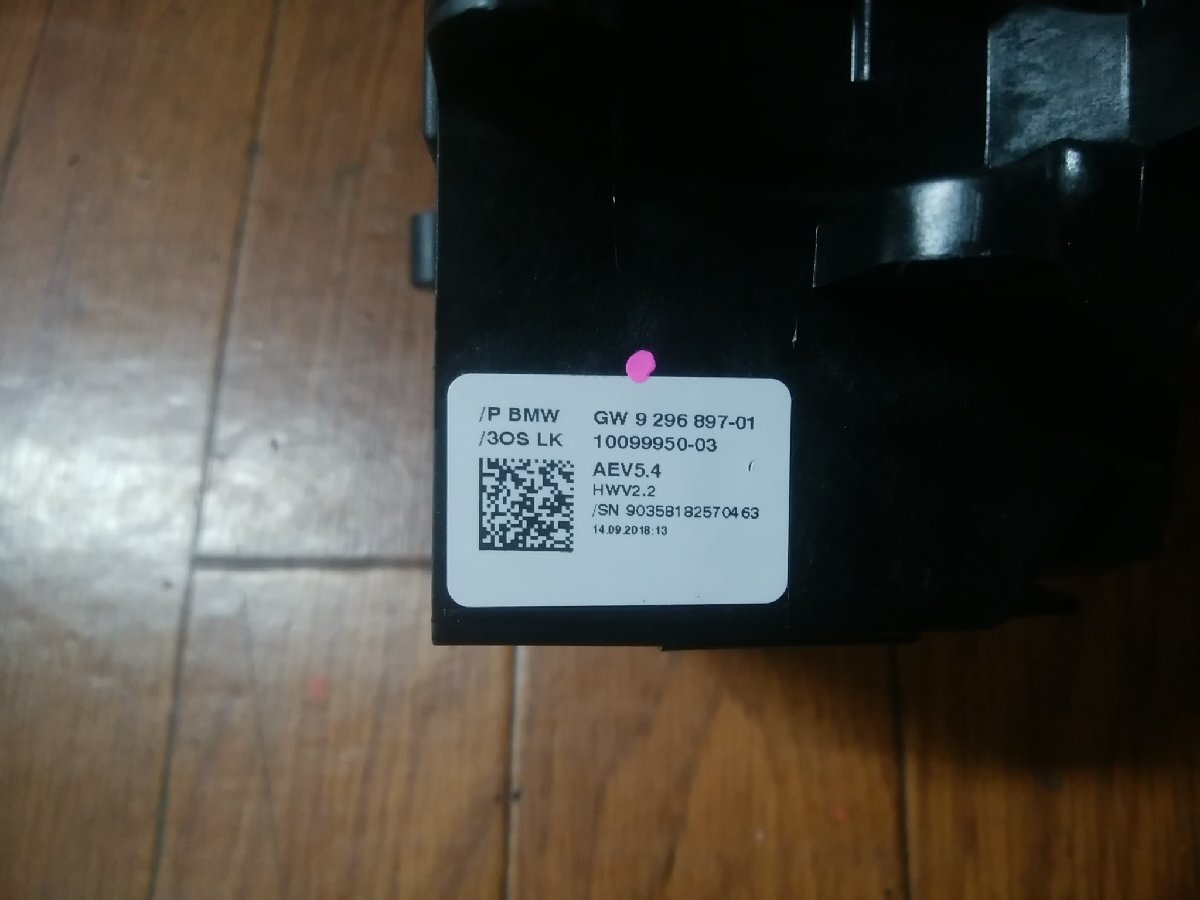 /P BMW GW 9 296 897-01
/3OS LK 10099950-03
AEV5.4
HWV2.2
/SN 90358182570463
14.09.2018:13